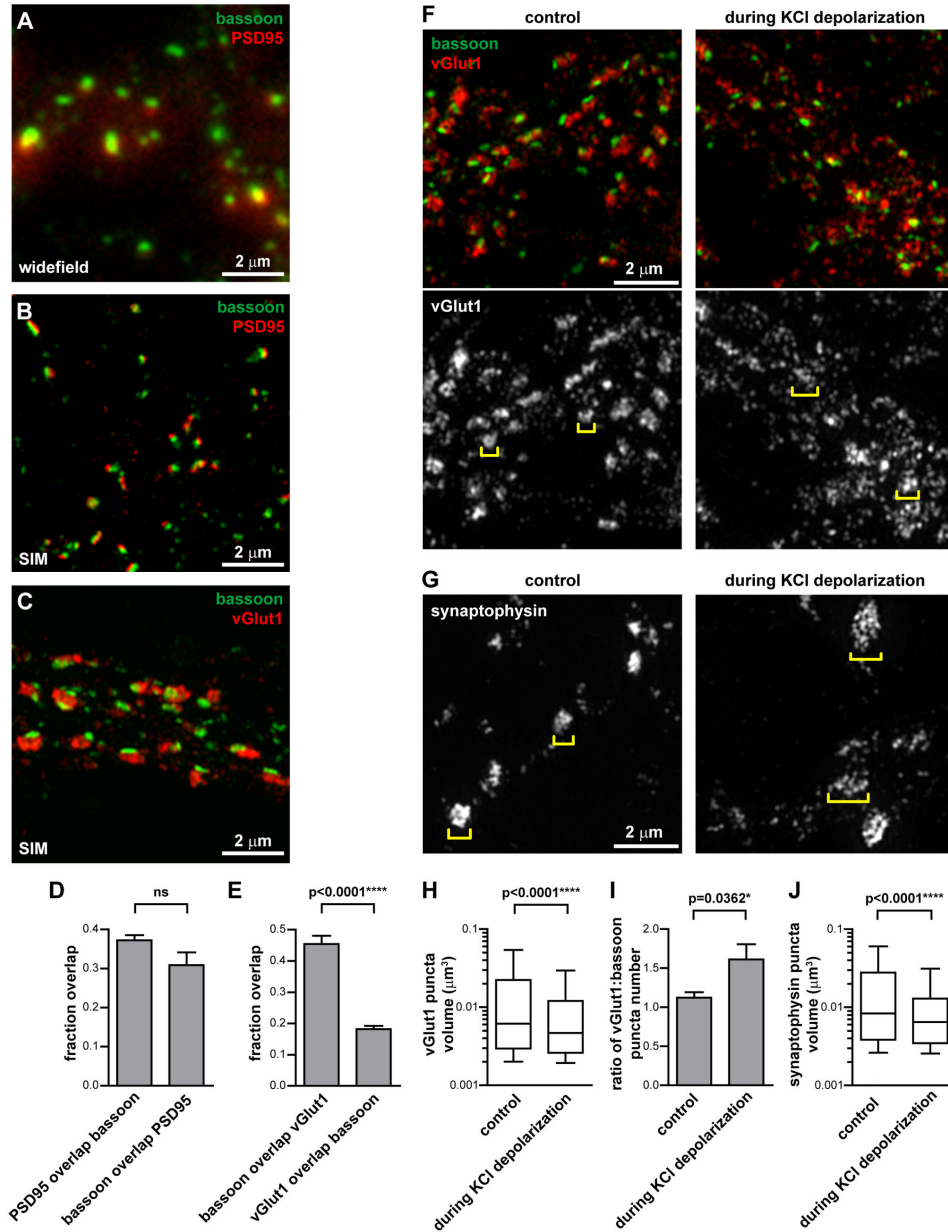 A
bassoon
PSD95
widefield
2 μm
B
bassoon
PSD95
SIM
2 μm
C
bassoon
vGlut1
SIM
2 μm
D
ns
fraction overlap
0.4
0.3
0.2
0.1
0.0
PSD95 overlap bassoon
bassoon overlap PSD95
E
p<0.0001****
fraction overlap
0.6
0.4
0.2
0.0
bassoon overlap vGlut1
vGlut1 overlap bassoon
F
control
during KCl depolarization
bassoon
vGlut1
2 μm
vGlut1
G
control
during KCl depolarization
synaptophysin
2 μm
H
p<0.0001****
vGlut1 puncta
volume (μm³)
0.1
0.01
0.001
control
during KCl depolarization
I
p=0.0362*
ratio of vGlut1:bassoon
puncta number
2.0
1.5
1.0
0.5
0.0
control
during KCl depolarization
J
p<0.0001****
synaptophysin puncta
volume (μm³)
0.1
0.01
0.001
control
during KCl depolarization